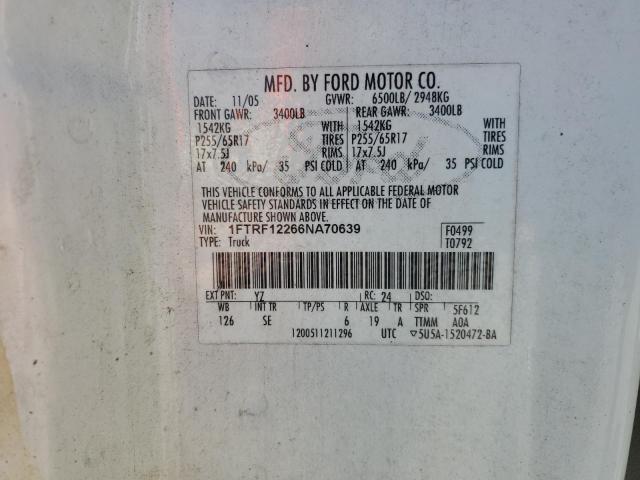 MFD. BY FORD MOTOR CO.
DATE: 11/05 GVWR: 6500LB/ 2948KG
FRONT GAWR: 3400LB REAR GAWR: 3400LB
1542KG WITH 1542KG WITH
P255/65R17 TIRES P255/65R17 TIRES
17x7.5J RIMS 17x7.5J RIMS
AT 240 kPa/ 35 PSI COLD AT 240 kPa/ 35 PSI COLD
THIS VEHICLE CONFORMS TO ALL APPLICABLE FEDERAL MOTOR
VEHICLE SAFETY STANDARDS IN EFFECT ON THE DATE OF
MANUFACTURE SHOWN ABOVE.
VIN: 1FTRF12266NA70639 F0499
TYPE: Truck T0792
EXT PNT: YZ RC: 24 DSO:
WB INT TR TP/PS R AXLE TR SPR 5F612
126 SE 6 19 A TTMM AOA
1200511211296 UTC ▽5U5A-1520472-BA